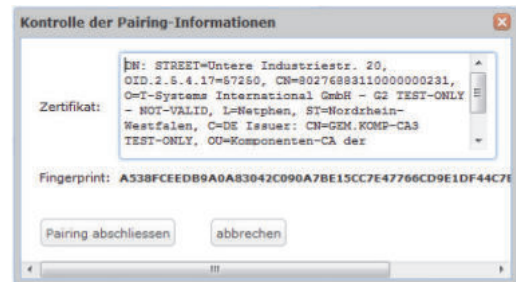 Kontrolle der Pairing-Informationen
Zertifikat:
DN: STREET=Untere Industriestr. 20,
OID.2.5.4.17=57250, CN=80276883110000000231,
O=T-Systems International GmbH - G2 TEST-ONLY
- NOT-VALID, L=Netphen, ST=Nordrhein-
Westfalen, C=DE Issuer: CN=GEM.KOMP-CA3
TEST-ONLY, OU=Komponenten-CA der
Fingerprint: A538FCEEDB9A0A83042C090A7BE15CC7E47766CD9E1DF44C7E
Pairing abschliessen
abbrechen